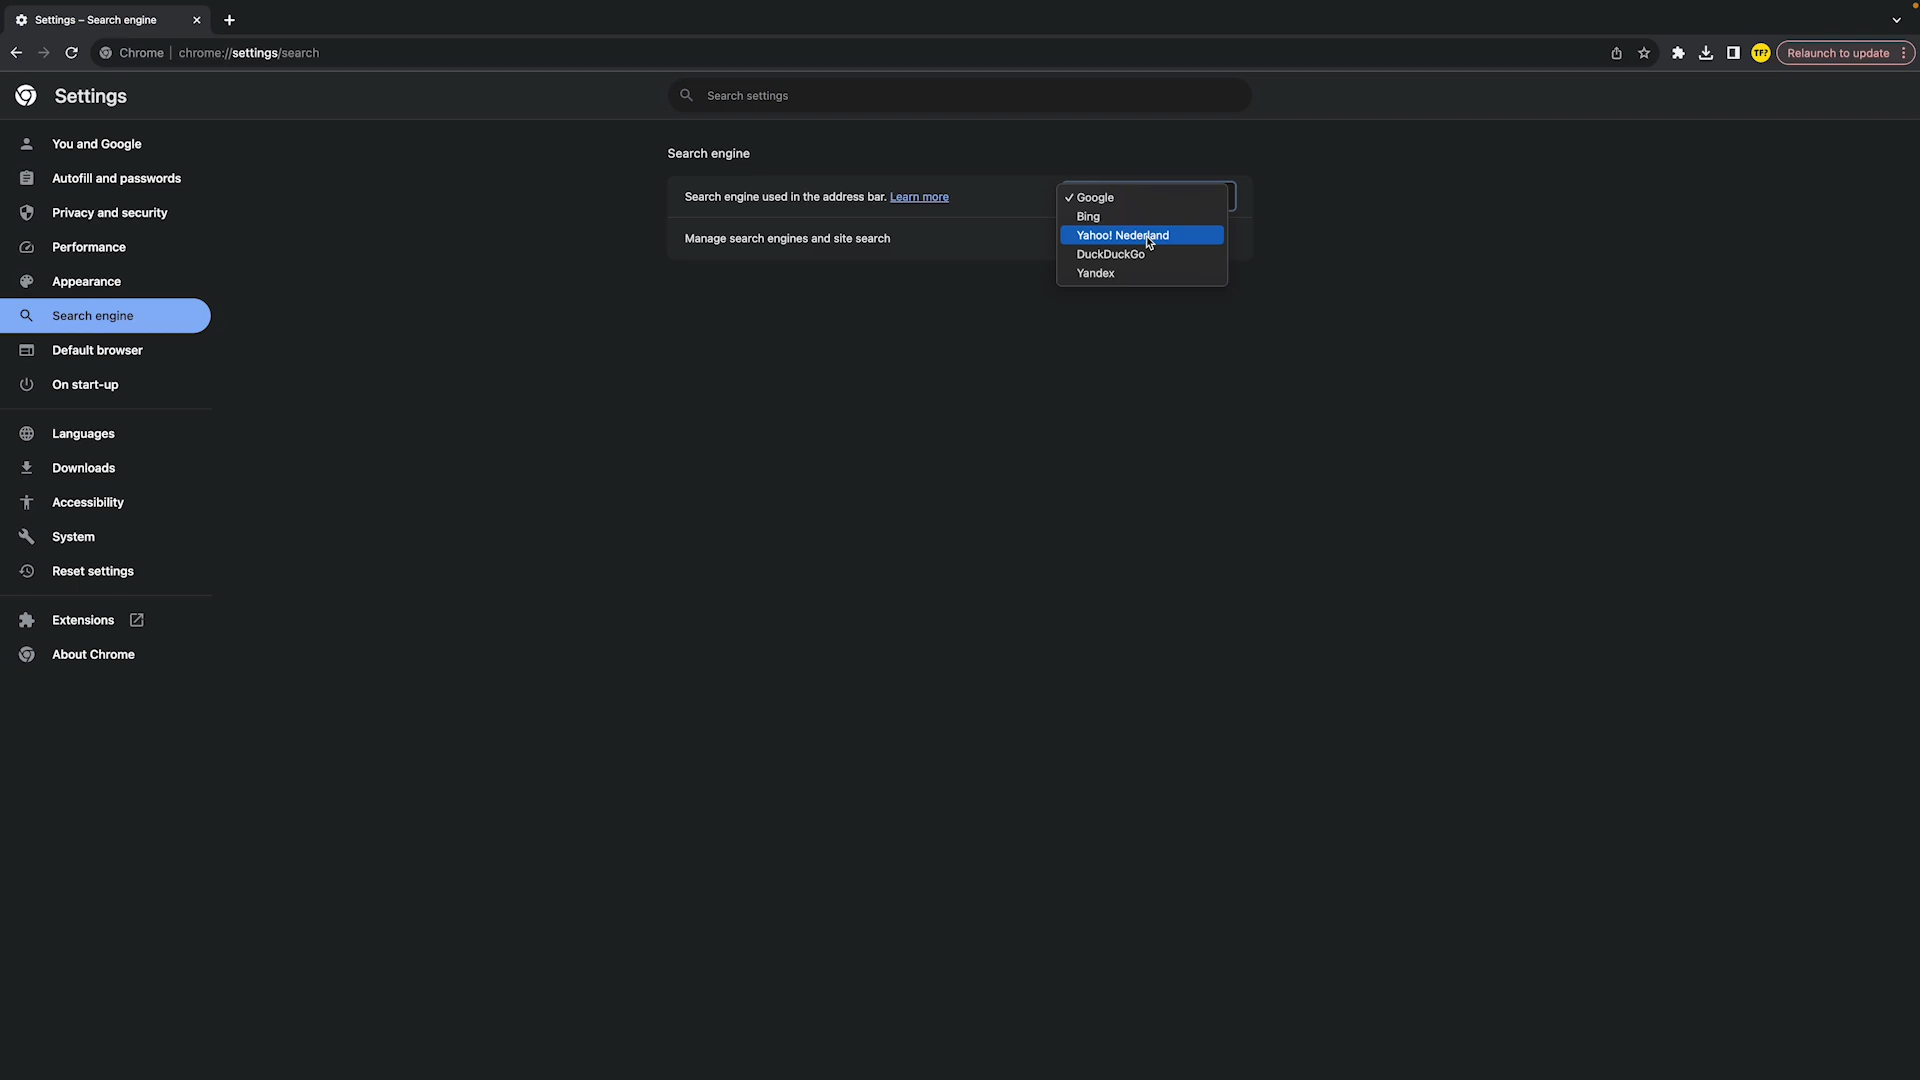 Settings – Search engine
Chrome | chrome://settings/search
TF?
Relaunch to update
Settings
Search settings
You and Google
Autofill and passwords
Privacy and security
Performance
Appearance
Search engine
Default browser
On start-up
Languages
Downloads
Accessibility
System
Reset settings
Extensions
About Chrome
Search engine
Search engine used in the address bar. Learn more
Manage search engines and site search
✓ Google
Bing
Yahoo! Nederland
DuckDuckGo
Yandex